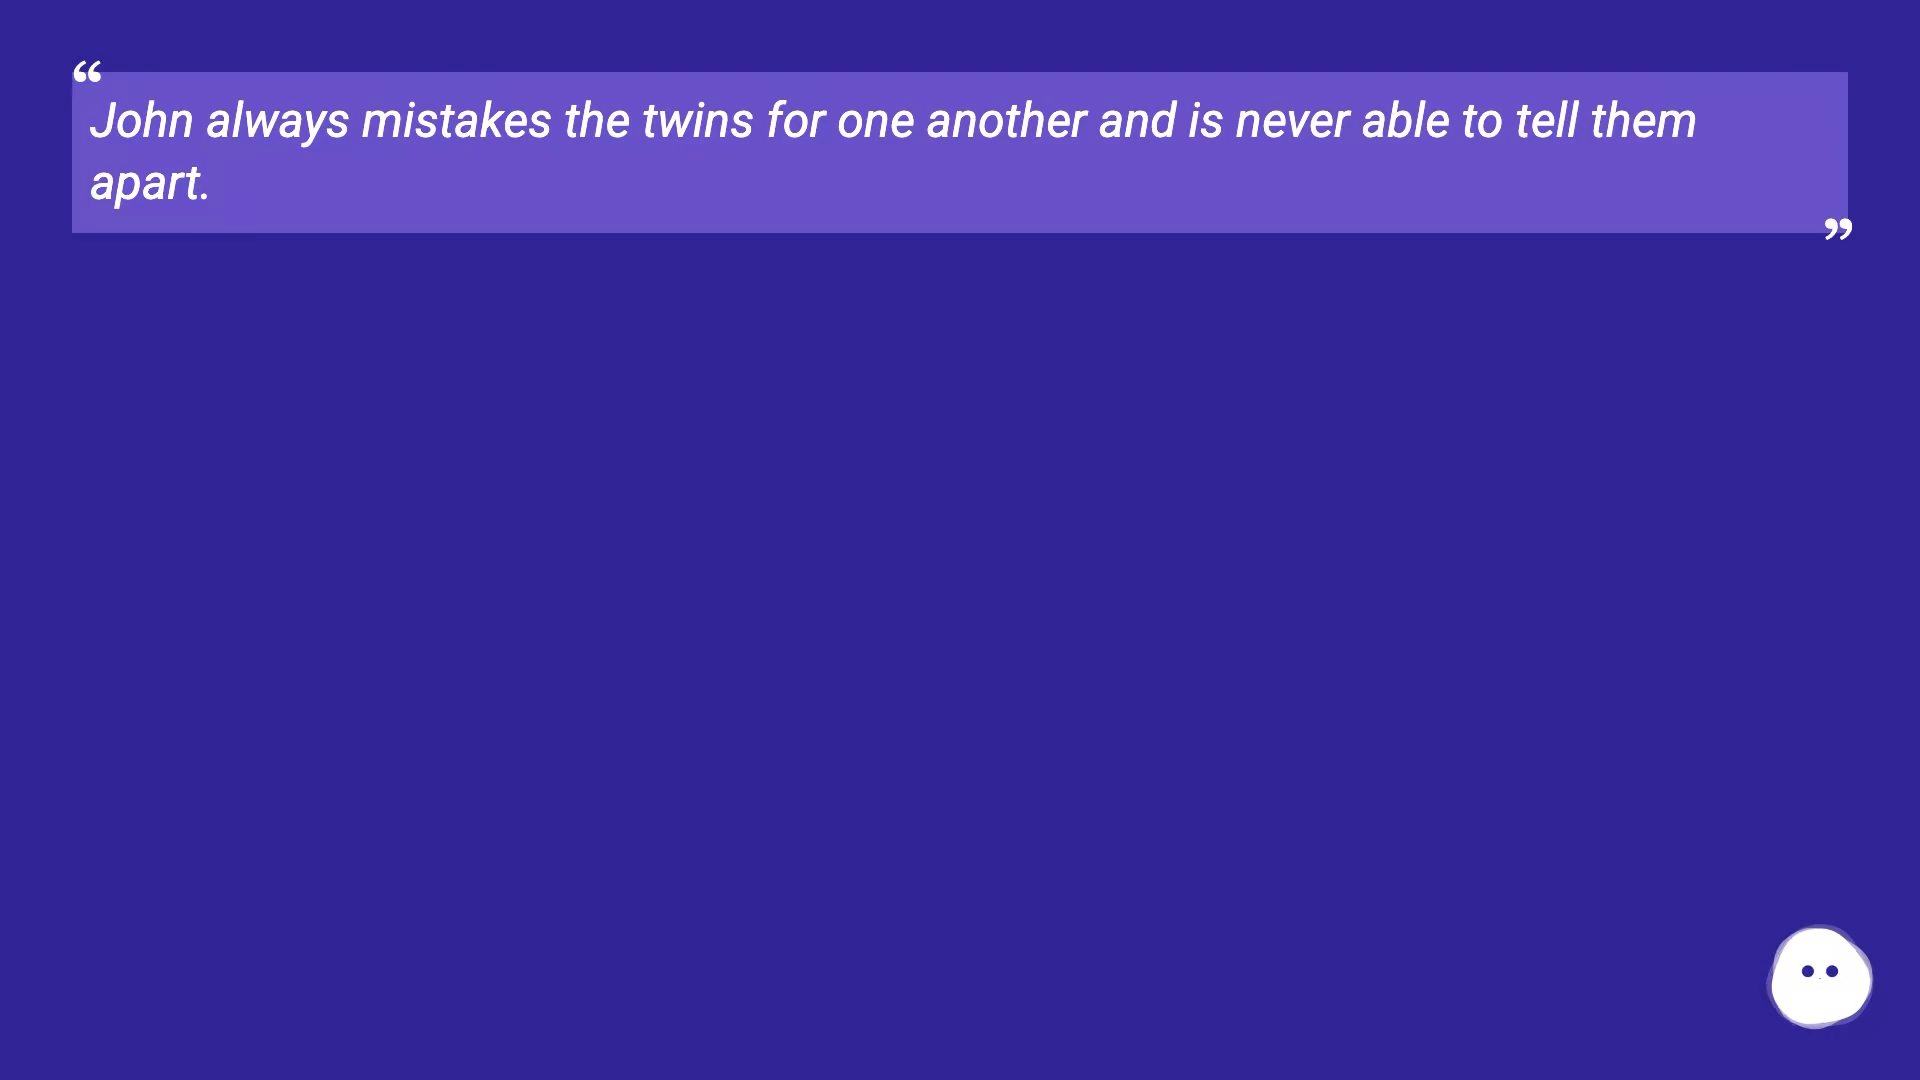 “
John always mistakes the twins for one another and is never able to tell them
apart.
”